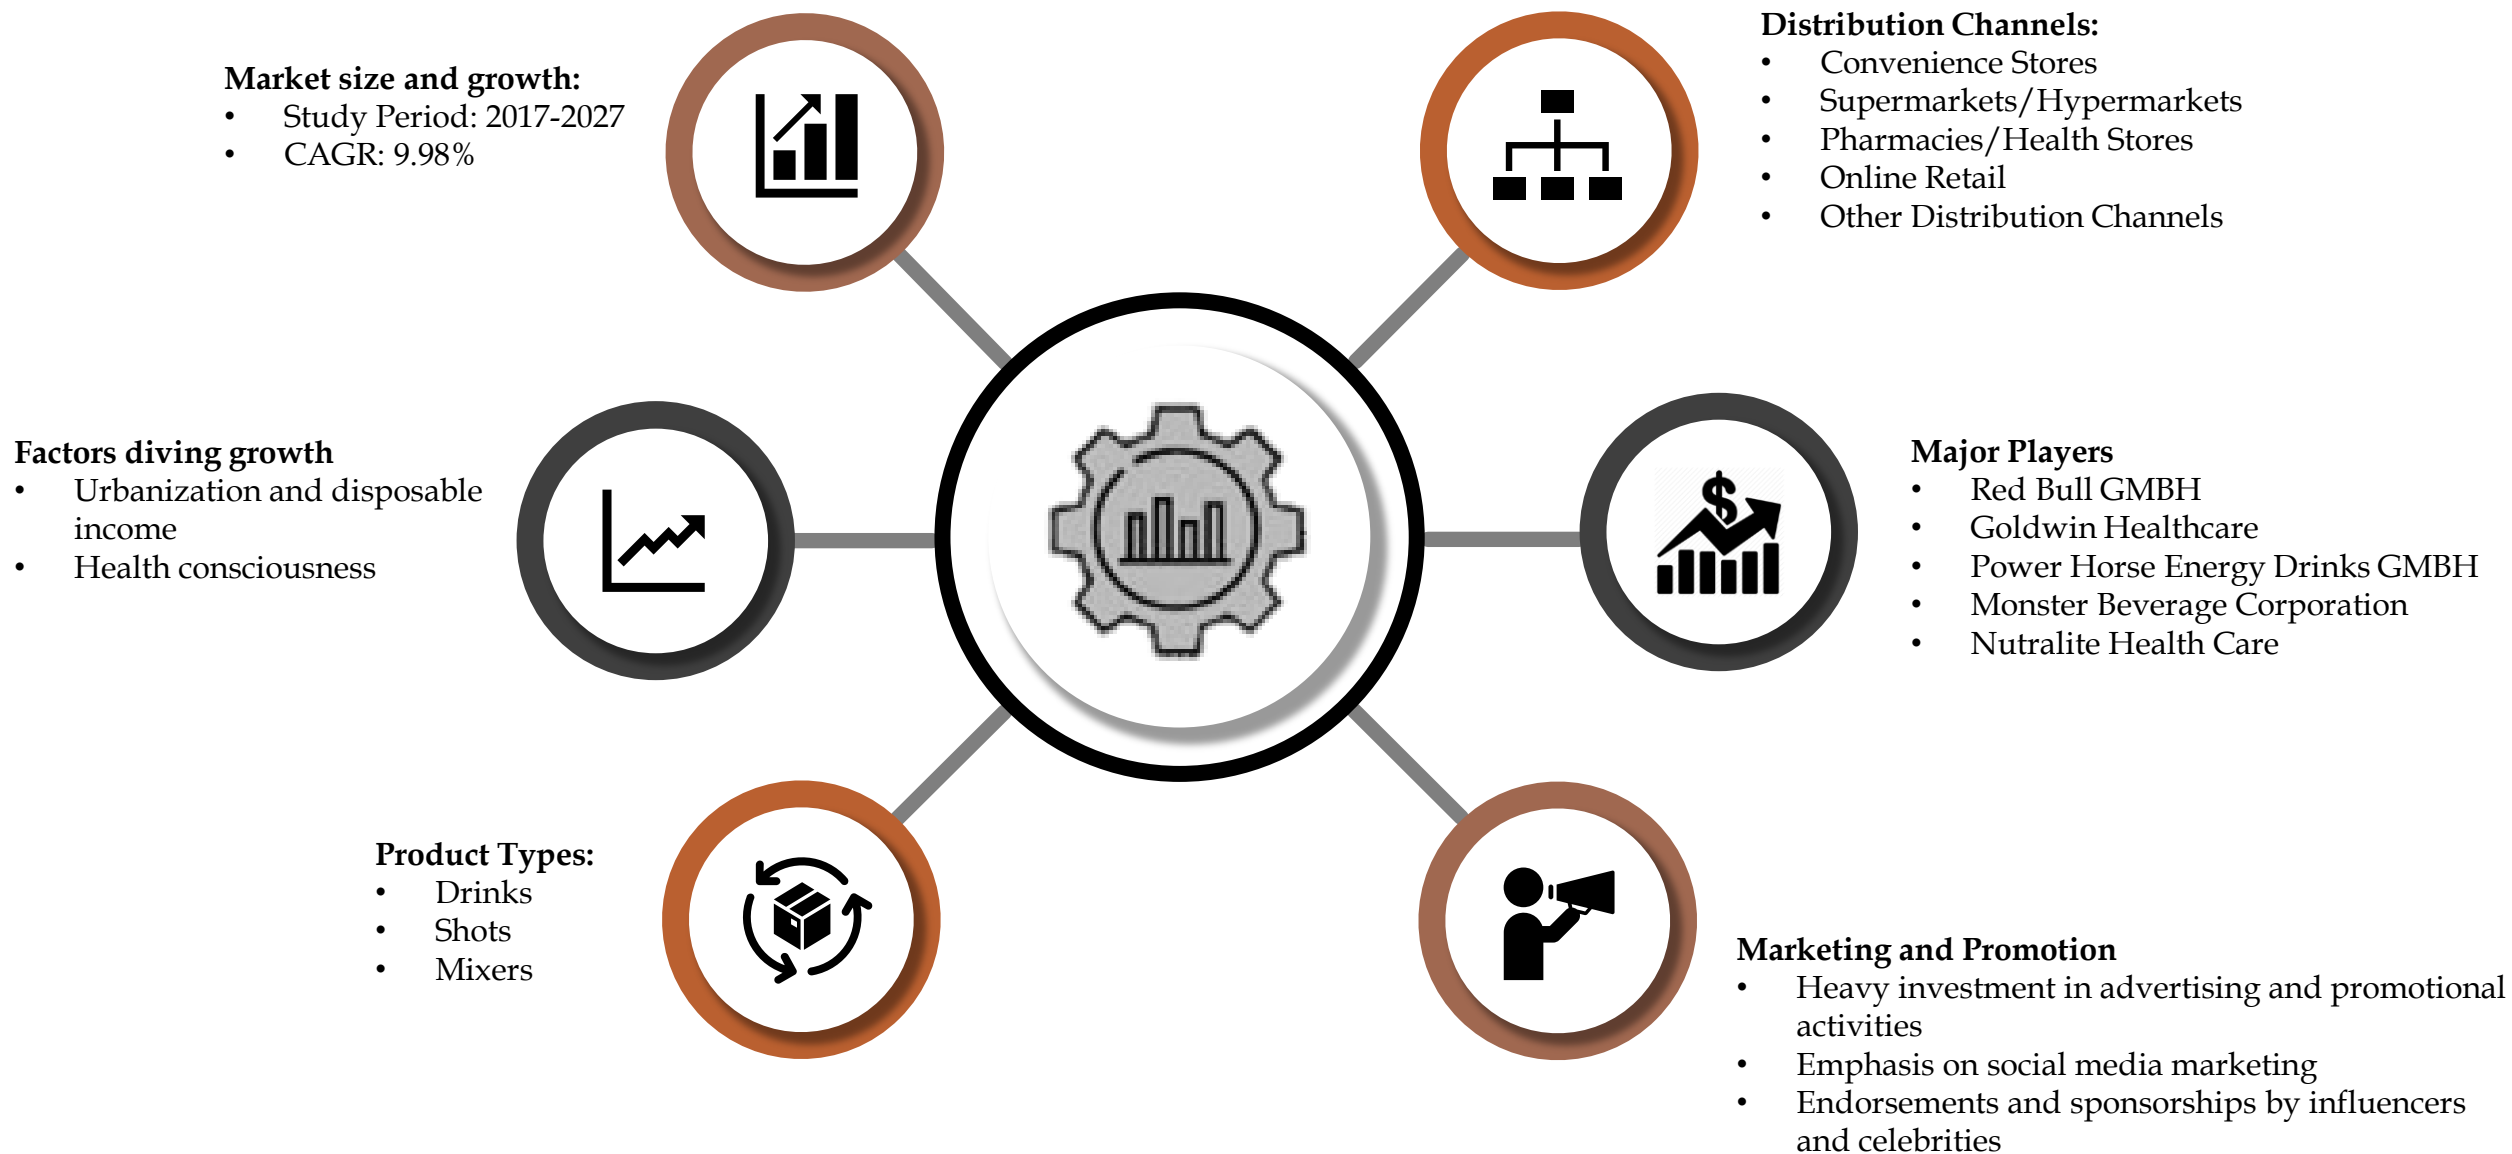 Market size and growth:
• Study Period: 2017-2027
• CAGR: 9.98%
Factors diving growth
• Urbanization and disposable
income
• Health consciousness
Product Types:
• Drinks
• Shots
• Mixers
Distribution Channels:
• Convenience Stores
• Supermarkets/Hypermarkets
• Pharmacies/Health Stores
• Online Retail
• Other Distribution Channels
Major Players
• Red Bull GMBH
• Goldwin Healthcare
• Power Horse Energy Drinks GMBH
• Monster Beverage Corporation
• Nutralite Health Care
Marketing and Promotion
• Heavy investment in advertising and promotional
activities
• Emphasis on social media marketing
• Endorsements and sponsorships by influencers
and celebrities
$